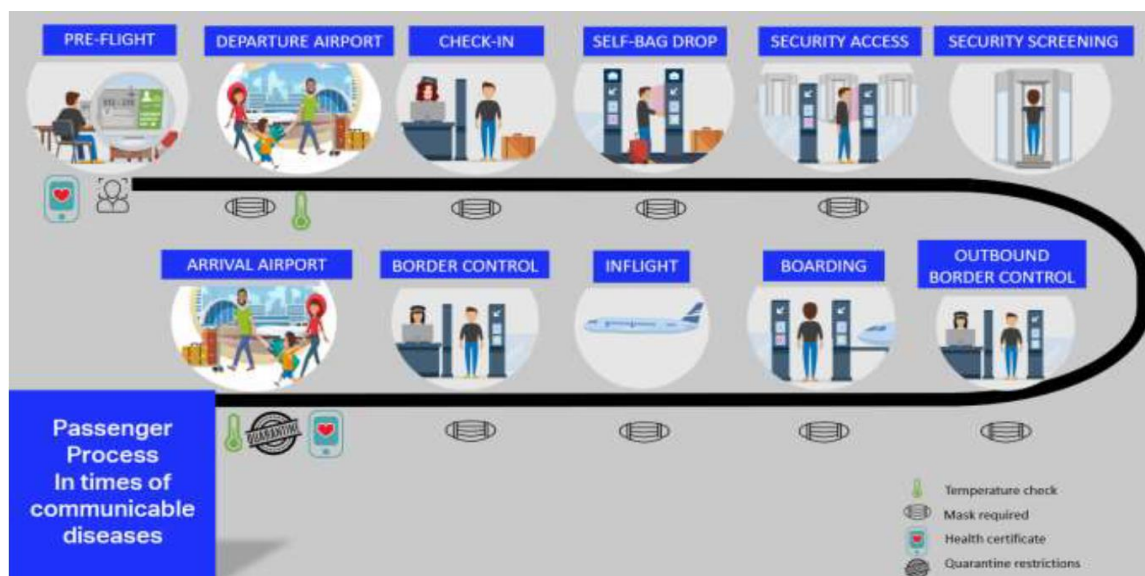 PRE-FLIGHT
DEPARTURE AIRPORT
CHECK-IN
SELF-BAG DROP
SECURITY ACCESS
SECURITY SCREENING
ARRIVAL AIRPORT
BORDER CONTROL
INFLIGHT
BOARDING
OUTBOUND
BORDER CONTROL
QUARANTINE
Passenger
Process
In times of
communicable
diseases
Temperature check
Mask required
Health certificate
Quarantine restrictions